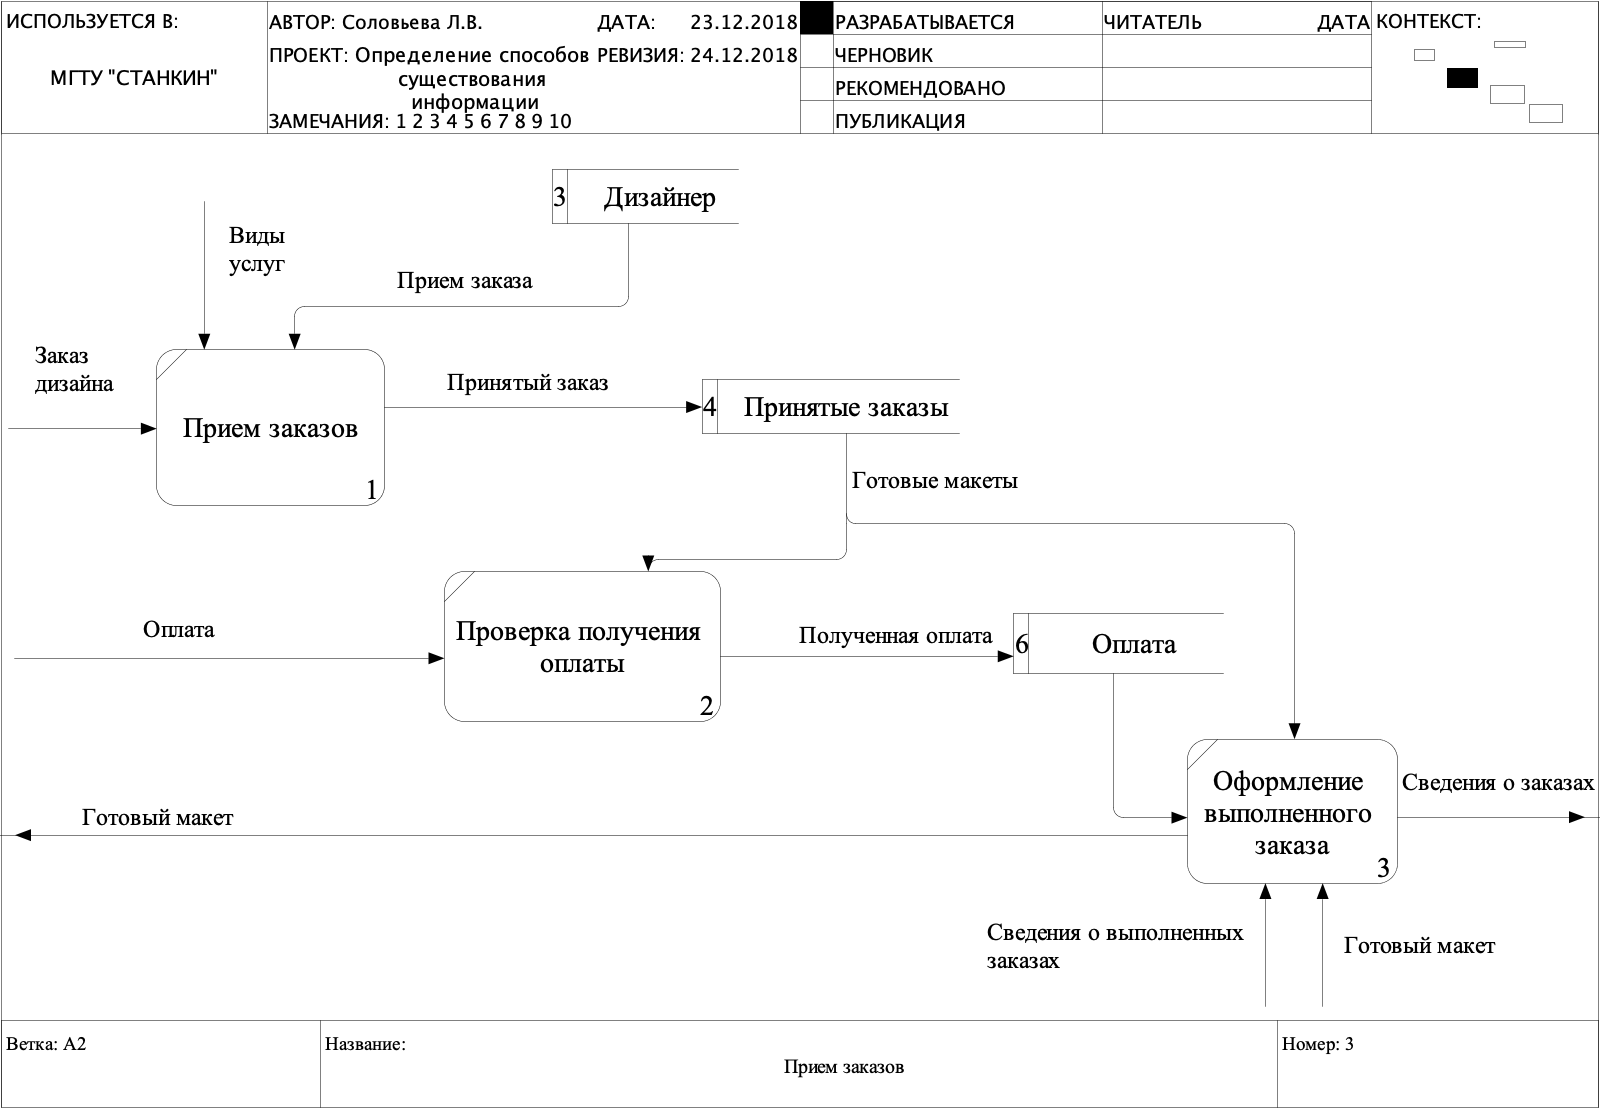 ИСПОЛЬЗУЕТСЯ В:
МГТУ "СТАНКИН"
АВТОР: Соловьева Л.В.
ДАТА: 23.12.2018
ПРОЕКТ: Определение способов
существования
информации
РЕВИЗИЯ: 24.12.2018
ЗАМЕЧАНИЯ: 1 2 3 4 5 6 7 8 9 10
РАЗРАБАТЫВАЕТСЯ
ЧЕРНОВИК
РЕКОМЕНДОВАНО
ПУБЛИКАЦИЯ
ЧИТАТЕЛЬ
ДАТА
КОНТЕКСТ:
3
Дизайнер
Виды
услуг
Прием заказа
Заказ
дизайна
Прием заказов
1
Принятый заказ
4
Принятые заказы
Готовые макеты
Оплата
Проверка получения
оплаты
2
Полученная оплата
6
Оплата
Оформление
выполненного
заказа
3
Сведения о заказах
Готовый макет
Сведения о выполненных
заказах
Готовый макет
Ветка: A2
Название:
Прием заказов
Номер: 3